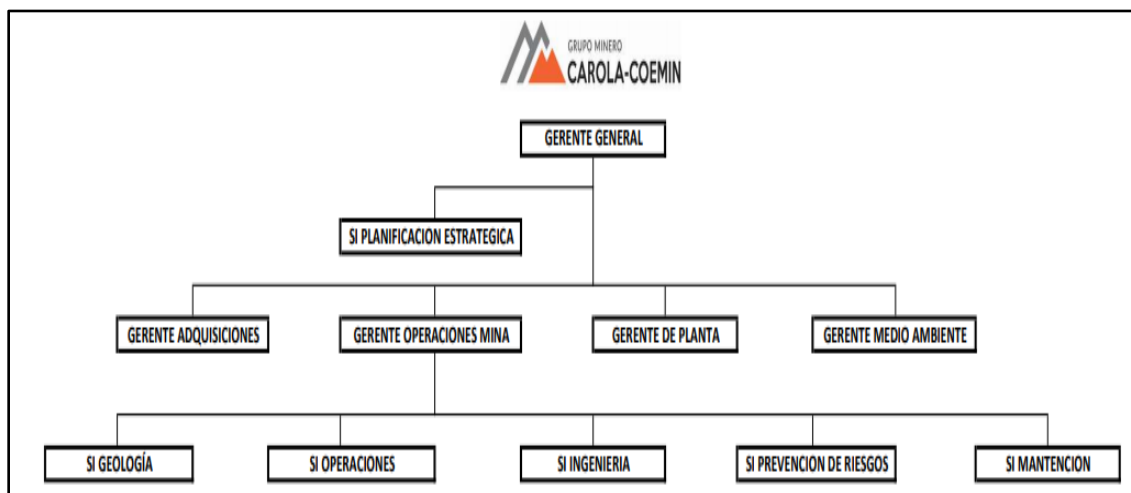 GRUPO MINERO
CAROLA-COEMIN
GERENTE GENERAL
SI PLANIFICACION ESTRATEGICA
GERENTE ADQUISICIONES
GERENTE OPERACIONES MINA
GERENTE DE PLANTA
GERENTE MEDIO AMBIENTE
SI GEOLOGÍA
SI OPERACIONES
SI INGENIERIA
SI PREVENCION DE RIESGOS
SI MANTENCION